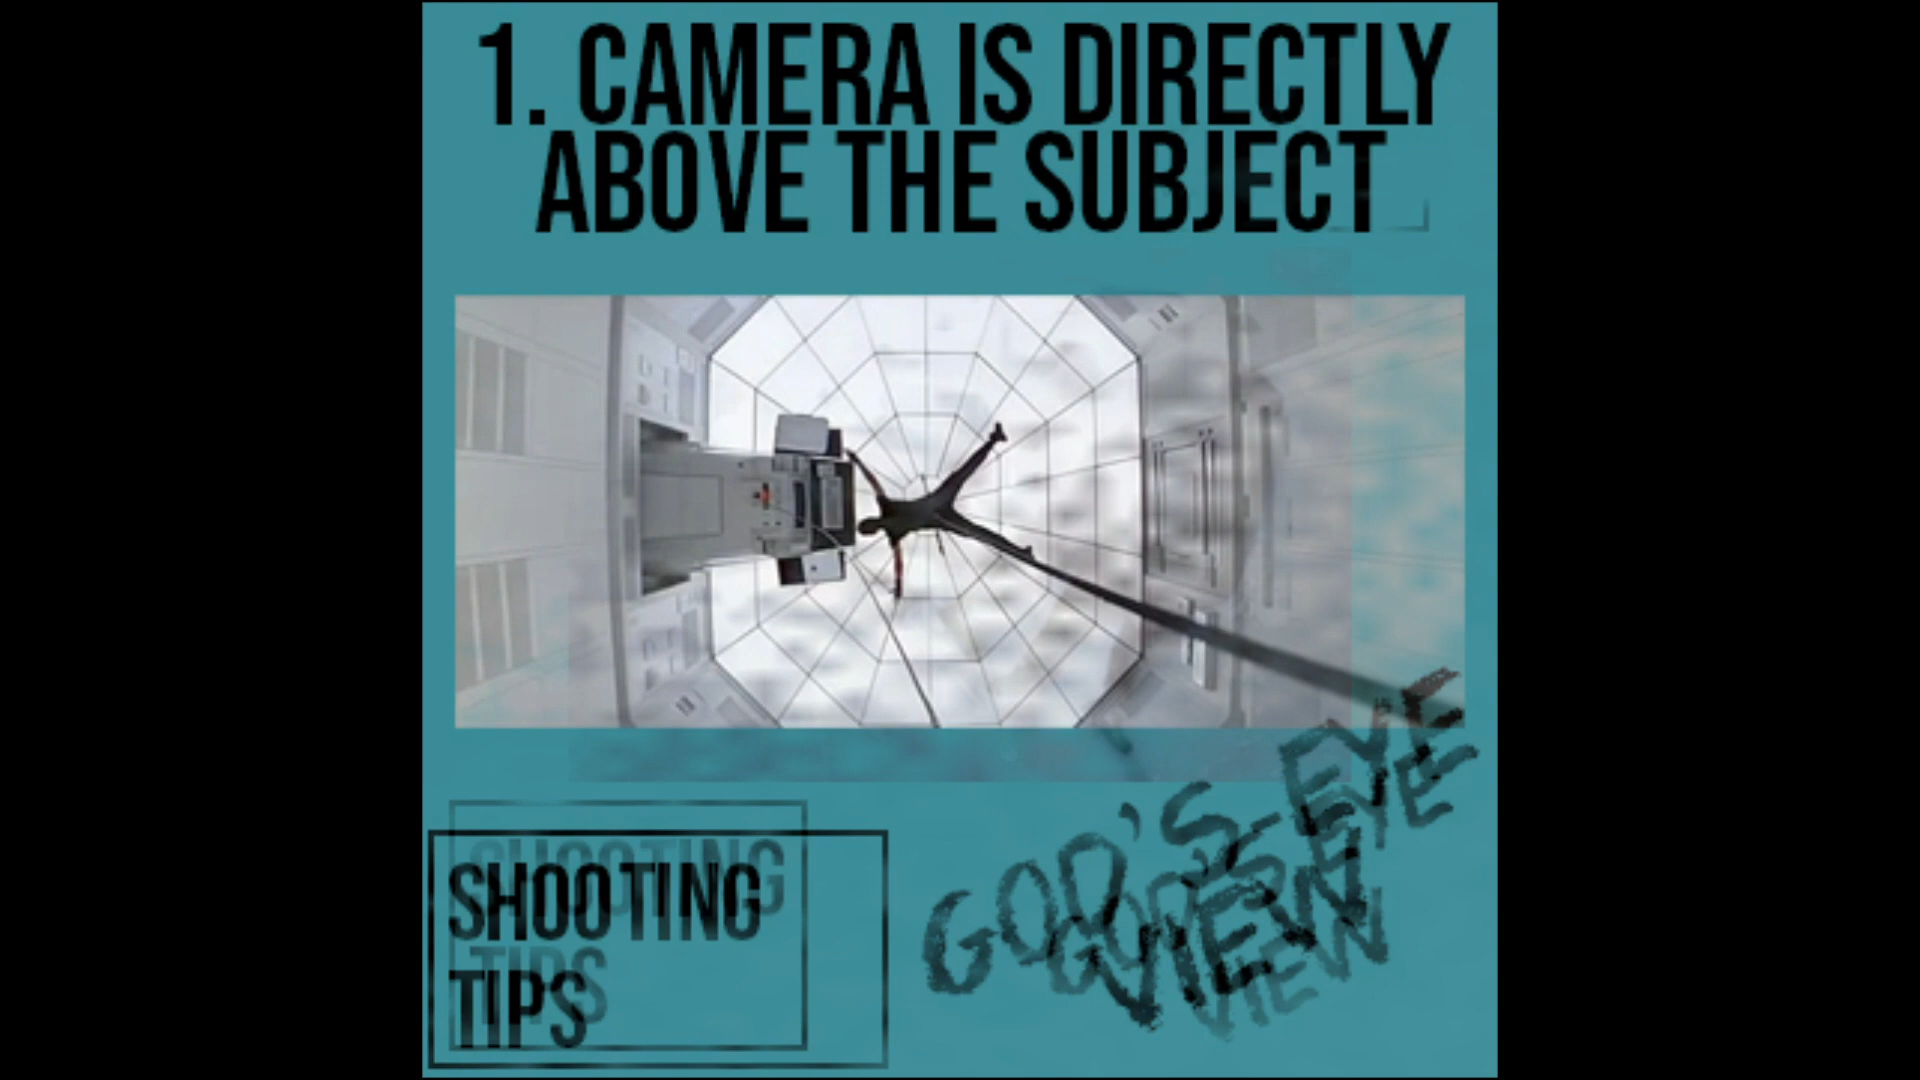 1. CAMERA IS DIRECTLY
ABOVE THE SUBJECT
GOD'S-EYE
VIEW
SHOOTING
TIPS